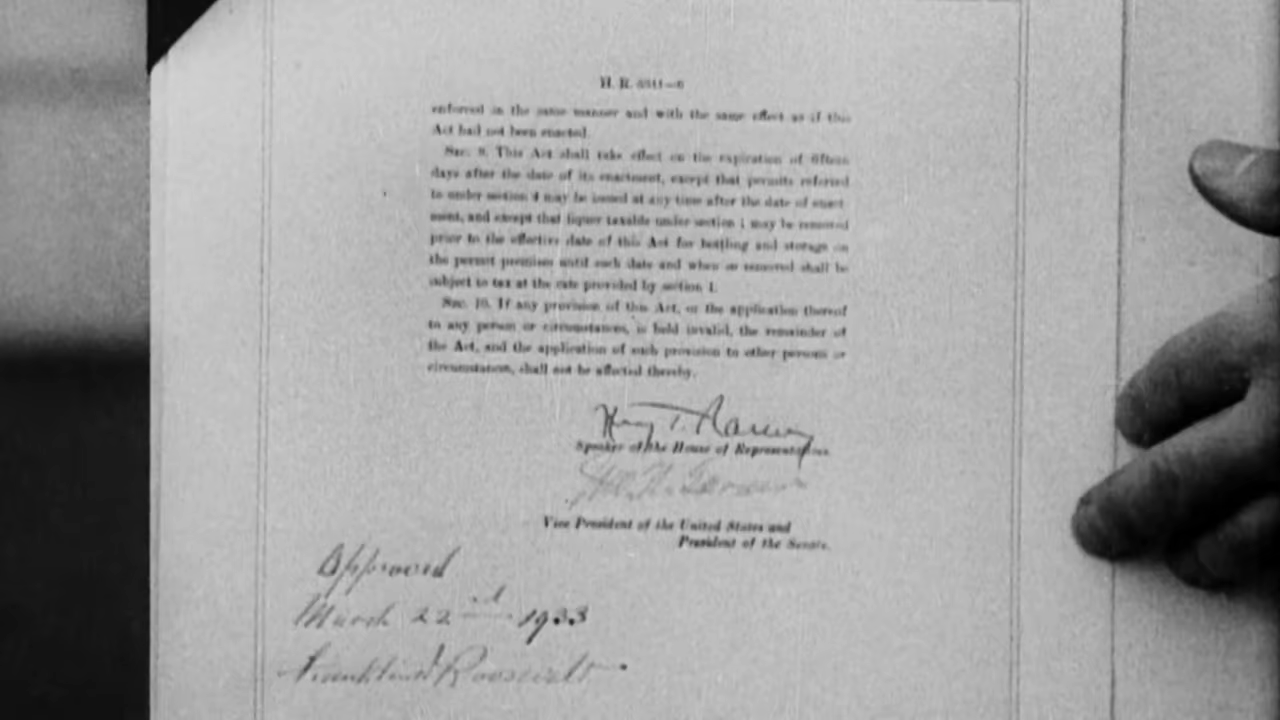 H. R. 3341—6
enforced in the same manner and with the same effect as if this
Act had not been enacted.
Sec. 9. This Act shall take effect on the expiration of fifteen
days after the date of its enactment, except that permits referred
to under section 4 may be issued at any time after the date of enact-
ment, and except that liquor taxable under section 1 may be removed
prior to the effective date of this Act for bottling and storage on
the permit premises until such date and when so removed shall be
subject to tax at the rate provided by section 1.
Sec. 10. If any provision of this Act, or the application thereof
to any person or circumstances, is held invalid, the remainder of
the Act, and the application of such provision to other persons or
circumstances, shall not be affected thereby.
Henry T. Rainey
Speaker of the House of Representatives.
Jno. N. Garner
Vice President of the United States and
President of the Senate.
Approved
March 22d 1933
Franklin D Roosevelt